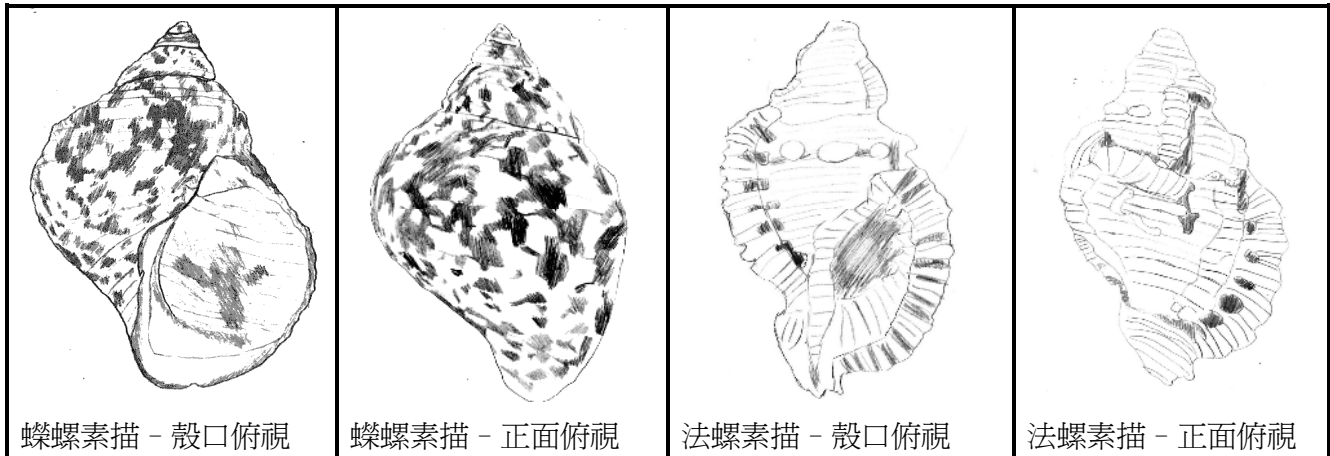 蠑螺素描 – 殼口俯視
蠑螺素描 – 正面俯視
法螺素描 – 殼口俯視
法螺素描 – 正面俯視